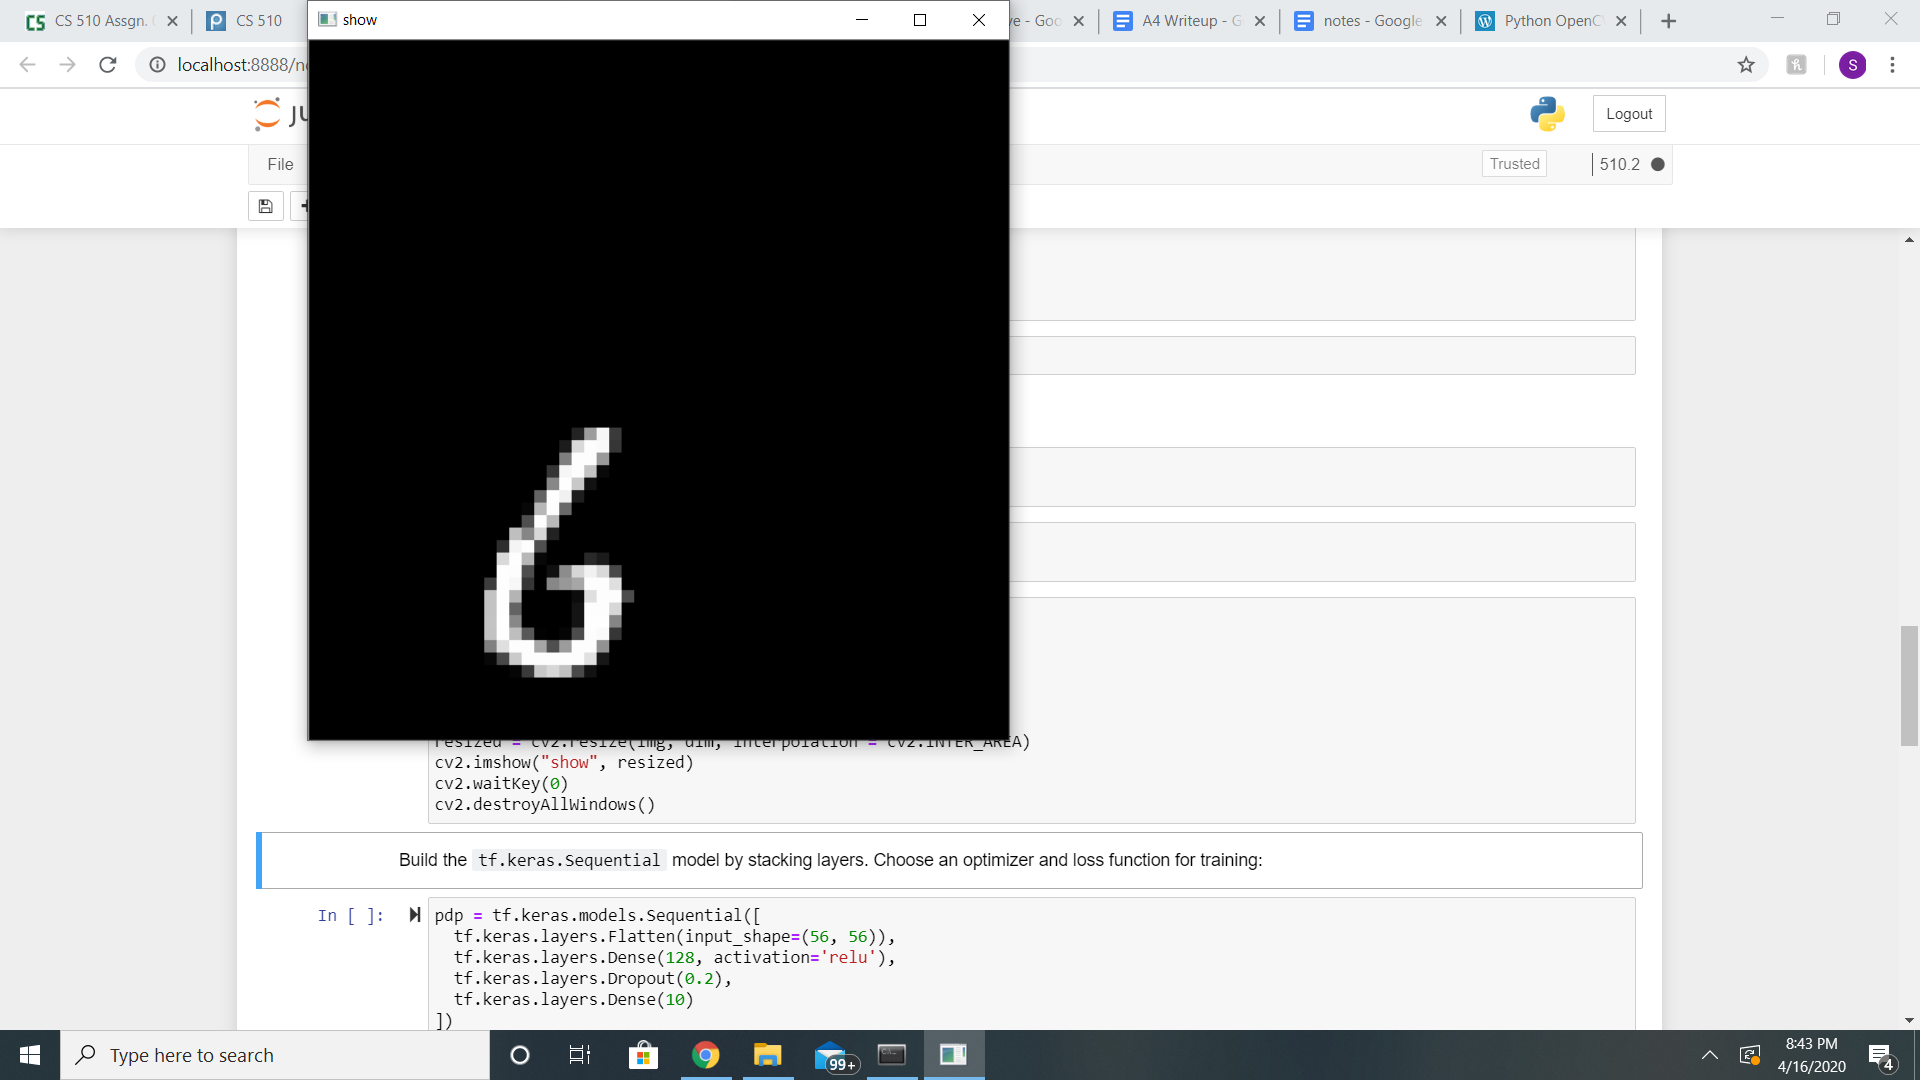 CS 510 Assgn.
CS 510
show
ve - Goo
A4 Writeup - G
notes - Google
Python OpenC
localhost:8888/n
S
Logout
File
Trusted
510.2
6
resized = cv2.resize(img, dim, interpolation = cv2.INTER_AREA)
cv2.imshow("show", resized)
cv2.waitKey(0)
cv2.destroyAllWindows()
Build the tf.keras.Sequential model by stacking layers. Choose an optimizer and loss function for training:
In [ ]:
pdp = tf.keras.models.Sequential([
tf.keras.layers.Flatten(input_shape=(56, 56)),
tf.keras.layers.Dense(128, activation='relu'),
tf.keras.layers.Dropout(0.2),
tf.keras.layers.Dense(10)
])
Type here to search
99+
8:43 PM
4/16/2020
4